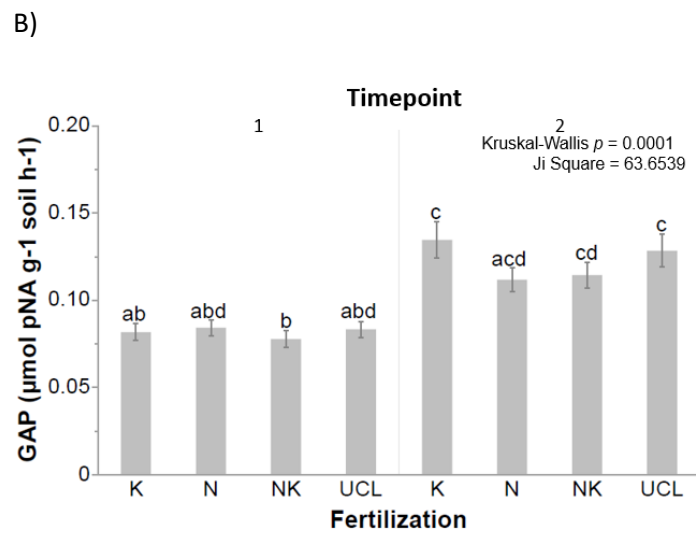 B)
Timepoint
1 2
Kruskal-Wallis p = 0.0001
Ji Square = 63.6539
GAP (µmol pNA g-1 soil h-1)
0.20
0.15
0.10
0.05
0
ab abd b abd c acd cd c
K N NK UCL K N NK UCL
Fertilization